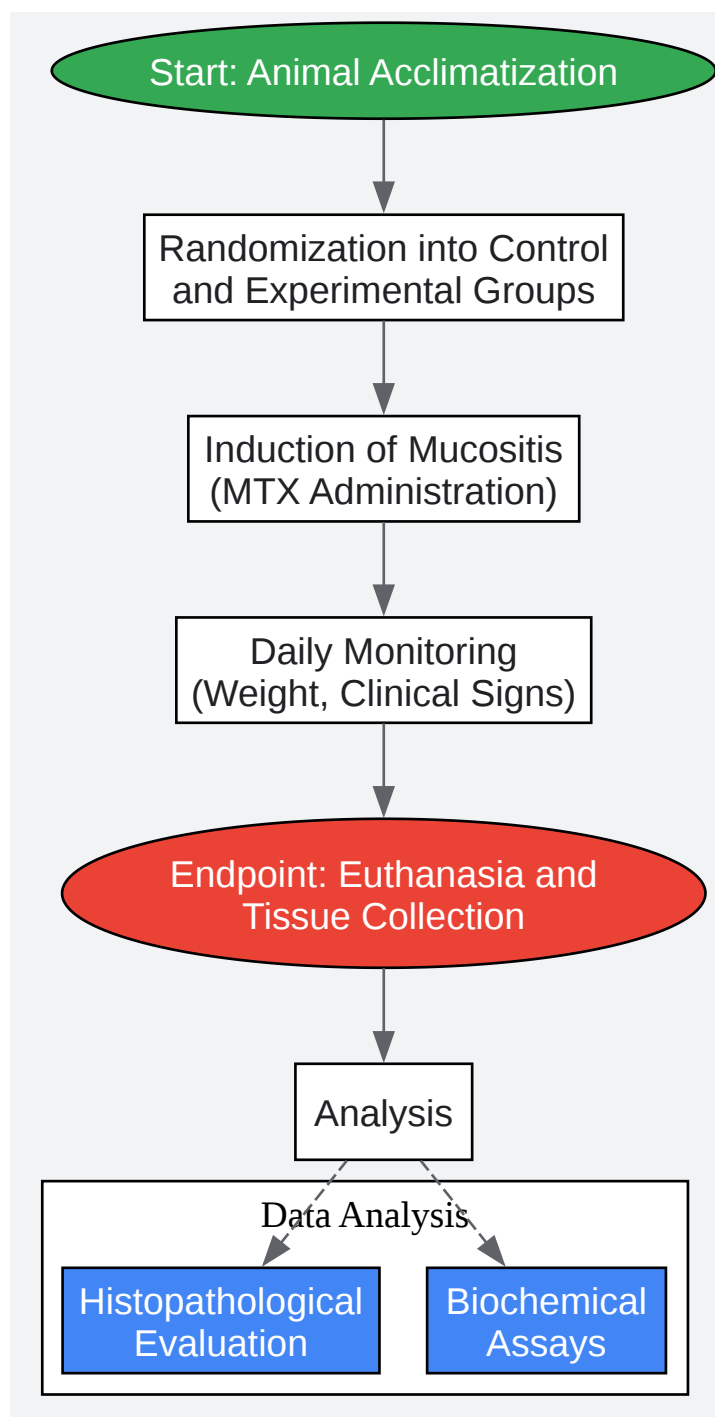 Start: Animal Acclimatization
Randomization into Control
and Experimental Groups
Induction of Mucositis
(MTX Administration)
Daily Monitoring
(Weight, Clinical Signs)
Endpoint: Euthanasia and
Tissue Collection
Analysis
Data Analysis
Histopathological
Evaluation
Biochemical
Assays